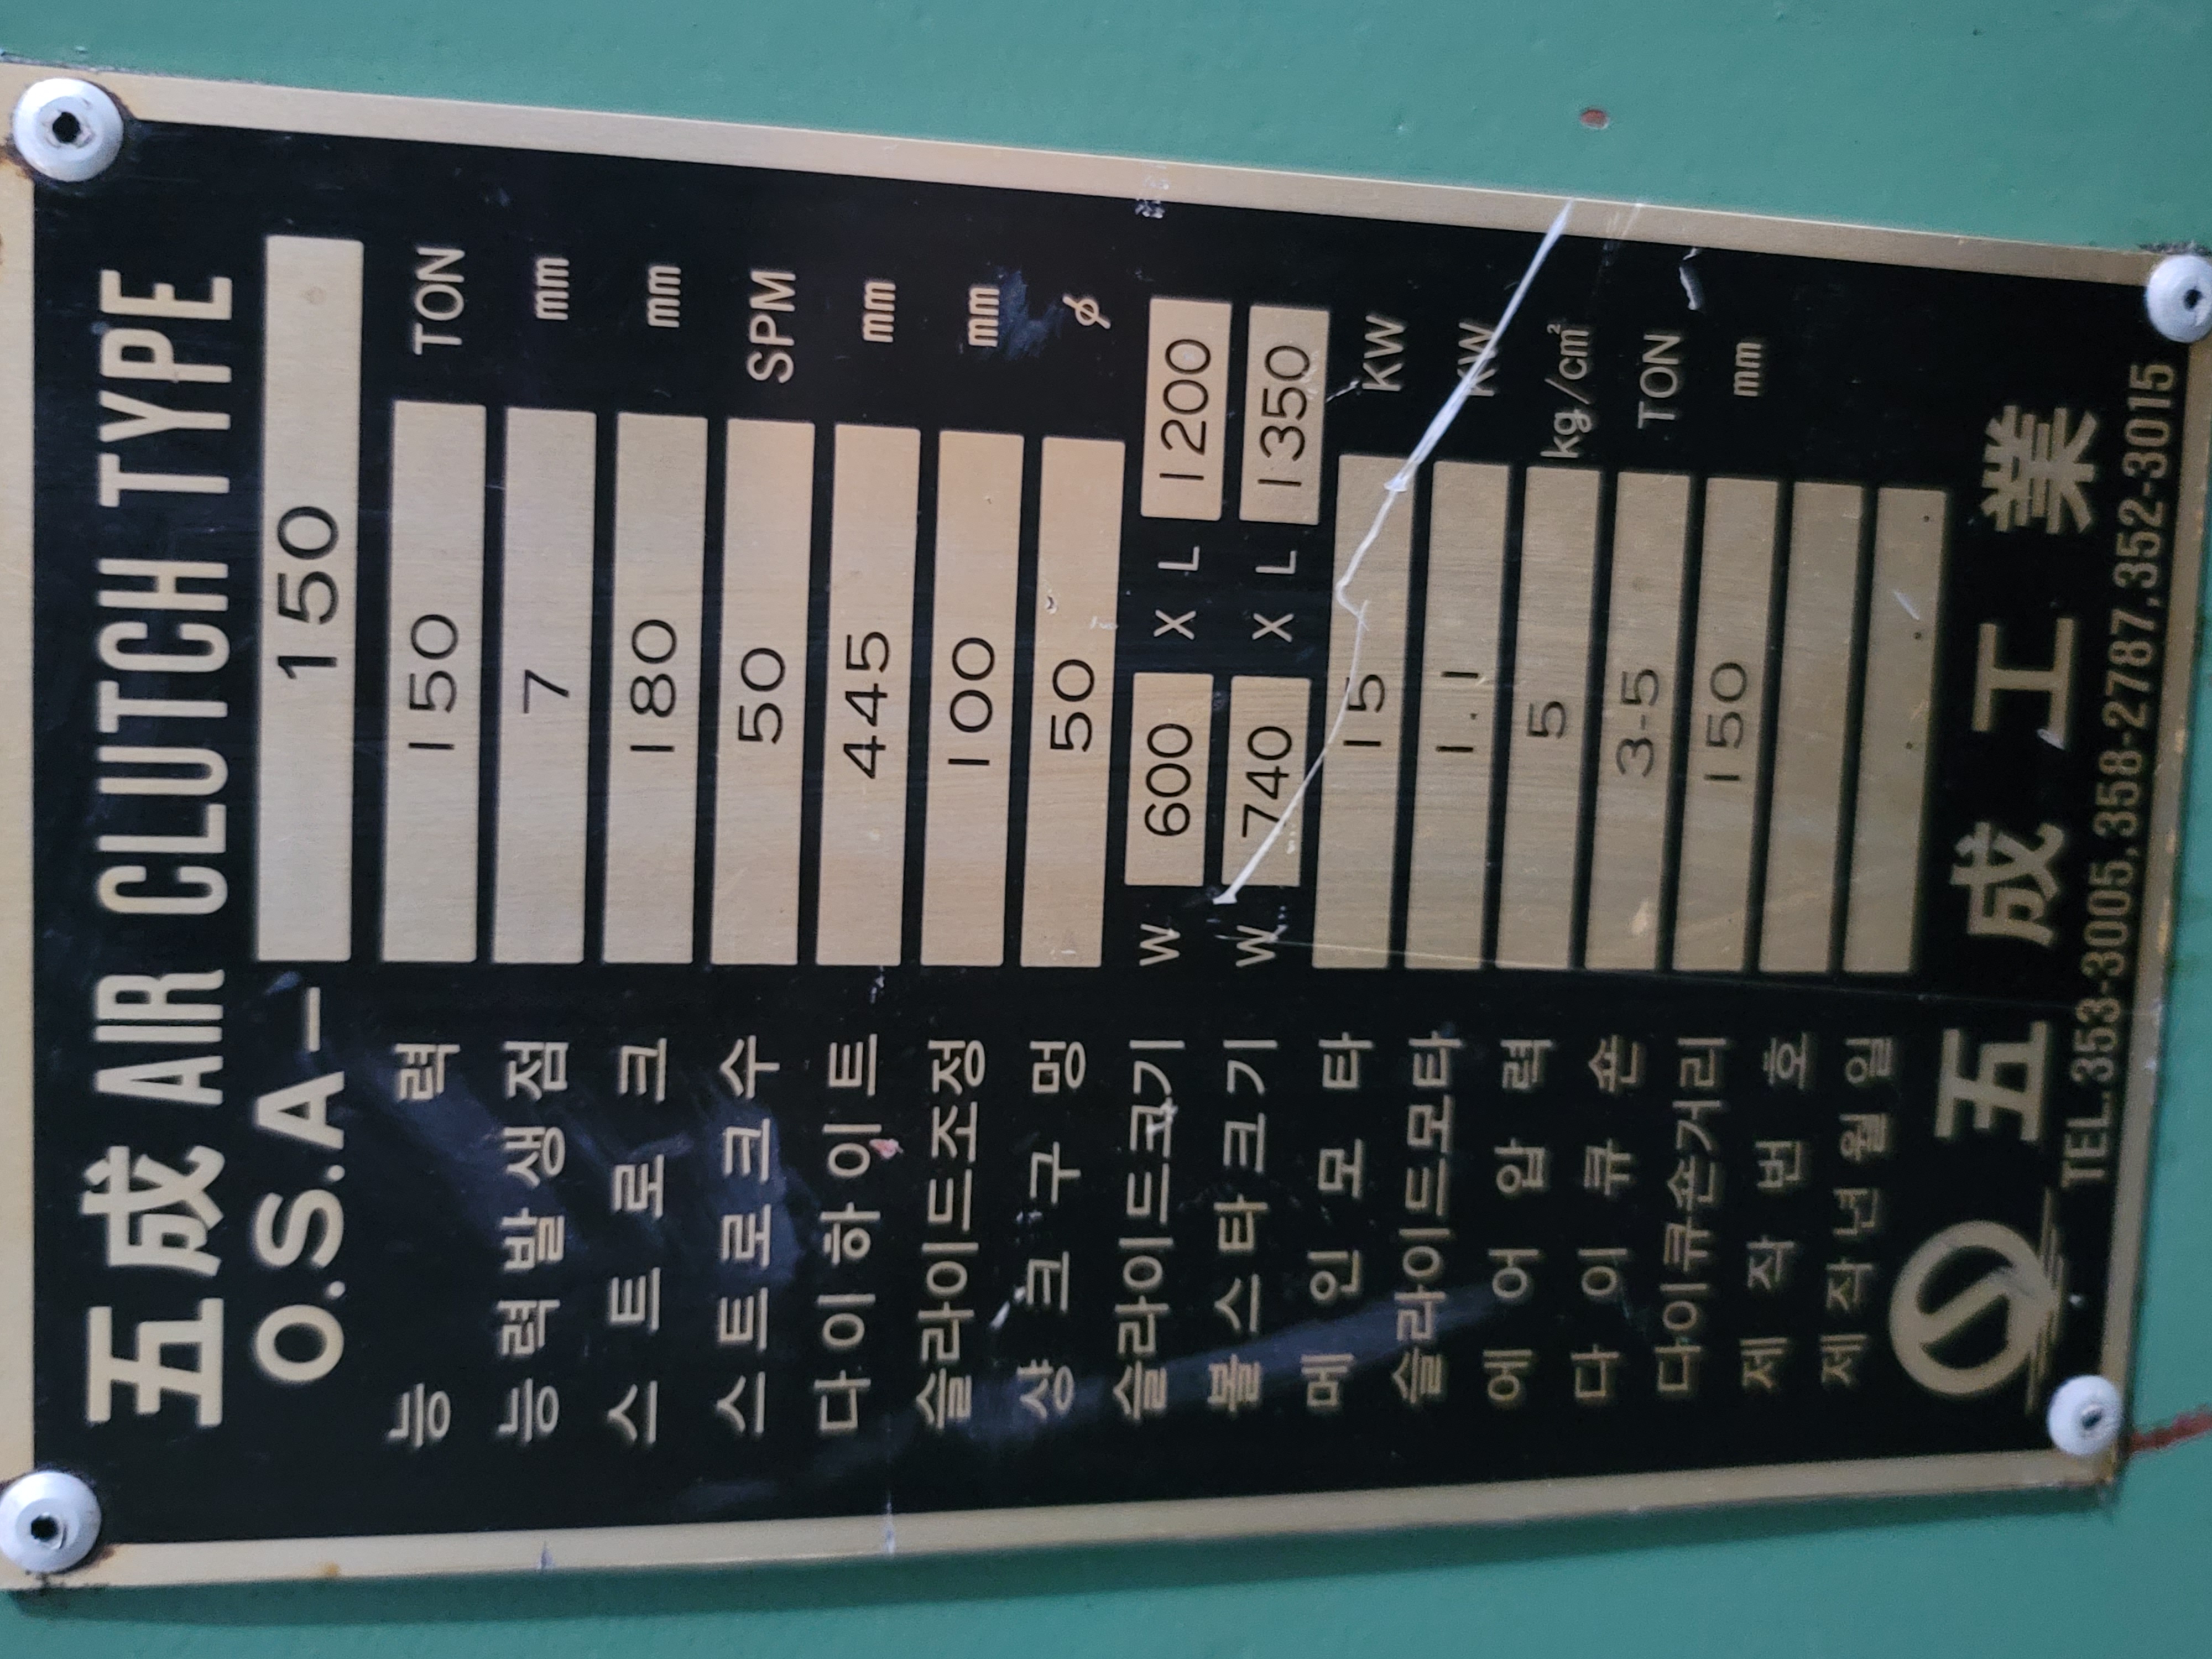 五成 AIR CLUTCH TYPE
O.S.A- 150
능력 150 TON
능력발생점 7 mm
스트로크 180 mm
스트로크수 50 SPM
다이하이트 445 mm
슬라이드조정 100 mm
생크구멍 50 ø
슬라이드크기 W 600 X L 1200
볼스타크기 W 740 X L 1350
메인모타 15 KW
슬라이드모타 1.1 KW
에어압력 5 kg/cm²
다이큐숀 3-5 TON
다이큐숀거리 150 mm
제작번호
제작년월일
五成工業
TEL.353-3005,358-2787,352-3015